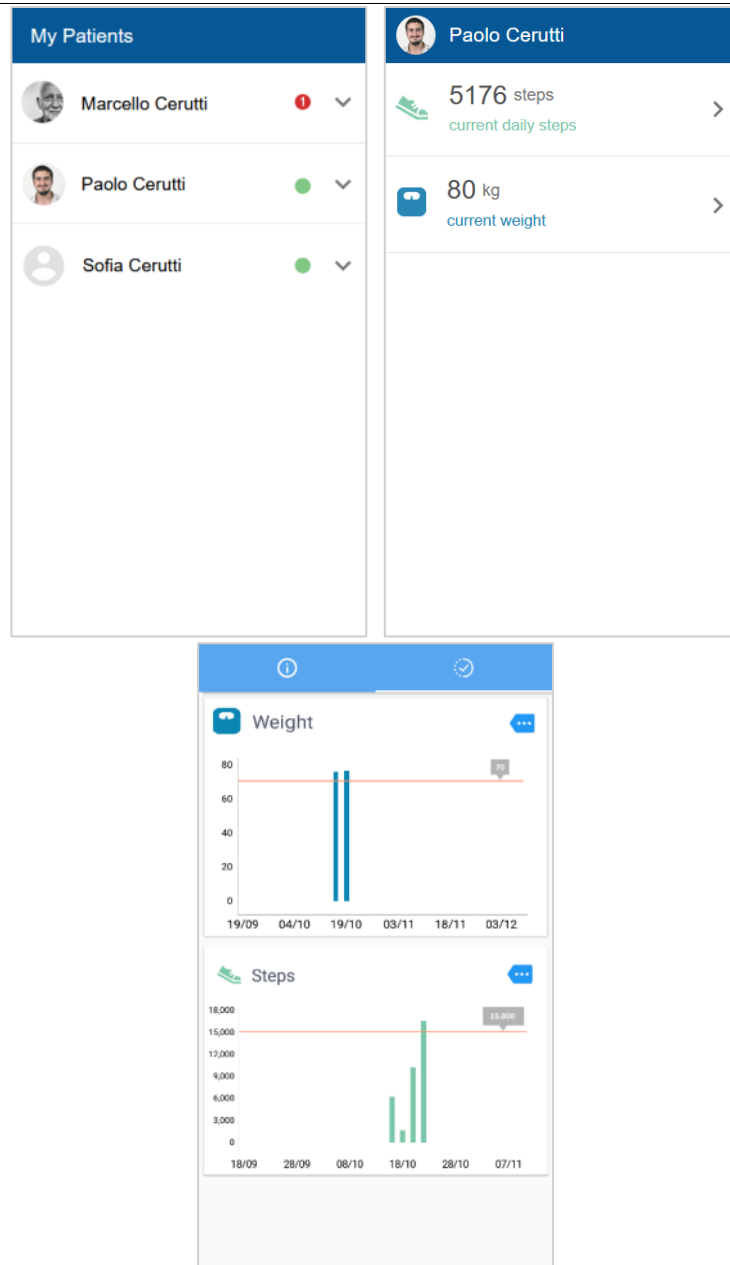 My Patients
Marcello Cerutti
1
Paolo Cerutti
Sofia Cerutti
Paolo Cerutti
5176 steps
current daily steps
80 kg
current weight
Weight
80
70
60
40
20
0
19/09 04/10 19/10 03/11 18/11 03/12
Steps
18,000
15.000
15,000
12,000
9,000
6,000
3,000
0
18/09 28/09 08/10 18/10 28/10 07/11